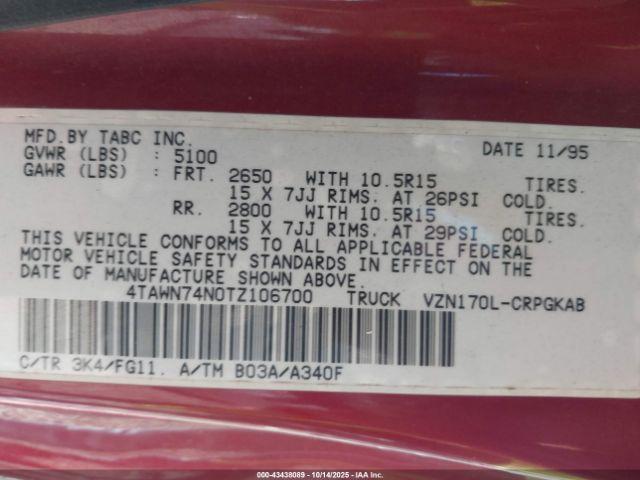 MFD.BY TABC INC. DATE 11/95
GVWR (LBS) : 5100
GAWR (LBS) : FRT. 2650 WITH 10.5R15 TIRES.
15 X 7JJ RIMS. AT 26PSI COLD.
RR. 2800 WITH 10.5R15 TIRES.
15 X 7JJ RIMS. AT 29PSI COLD.
THIS VEHICLE CONFORMS TO ALL APPLICABLE FEDERAL
MOTOR VEHICLE SAFETY STANDARDS IN EFFECT ON THE
DATE OF MANUFACTURE SHOWN ABOVE.
4TAWN74N0TZ106700 TRUCK VZN170L-CRPGKAB
C/TR 3K4/FG11. A/TM B03A/A340F
000-43438089 - 10/14/2025 - IAA Inc.